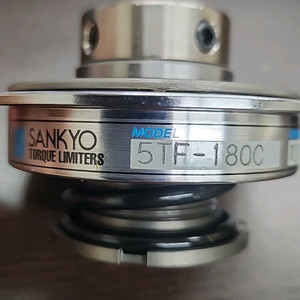 SANKYO
TORQUE LIMITERS
MODEL
5TF-180C